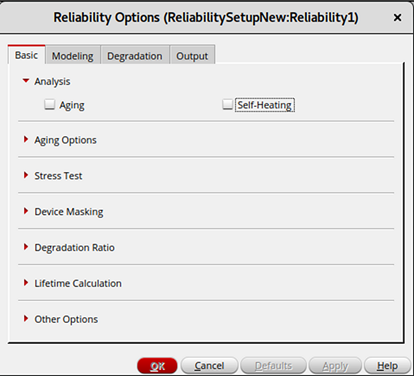 Reliability Options (ReliabilitySetupNew:Reliability1)
Basic Modeling Degradation Output
Analysis
Aging Self-Heating
Aging Options
Stress Test
Device Masking
Degradation Ratio
Lifetime Calculation
Other Options
OK Cancel Defaults Apply Help